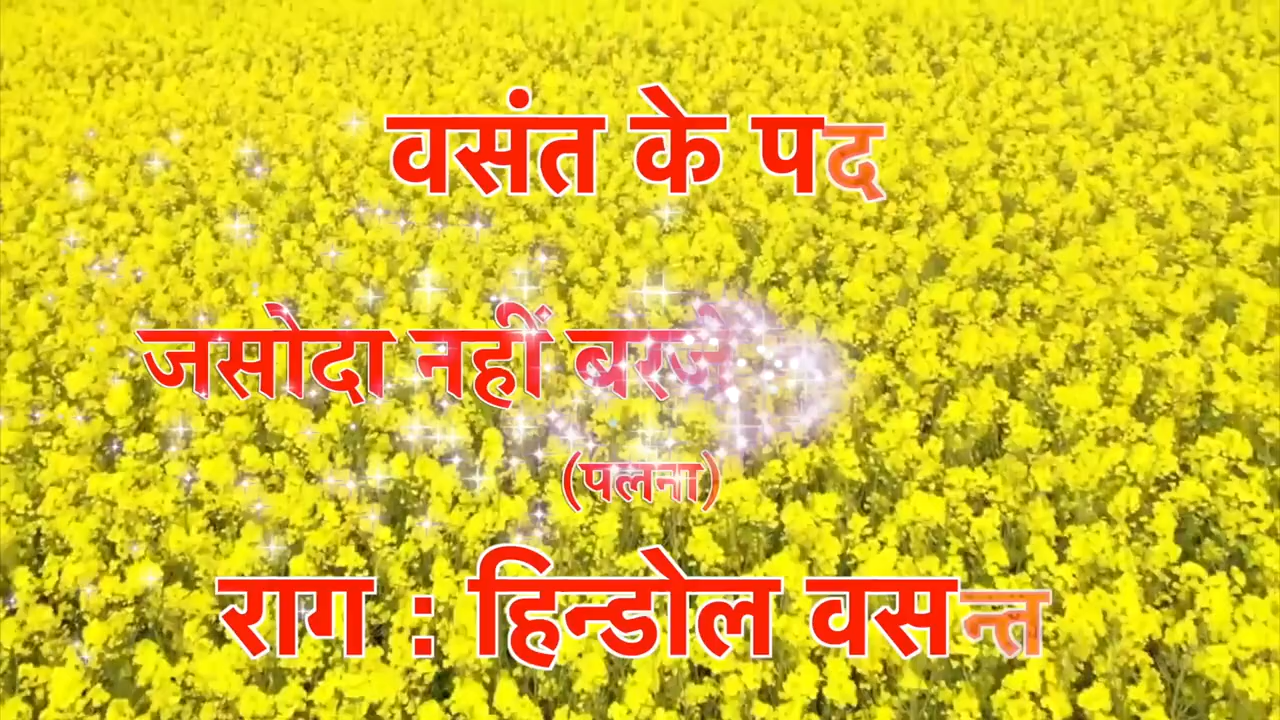 वसंत के पद
जसोदा नहीं बरजे
(पलना)
राग : हिन्डोल वसन्त